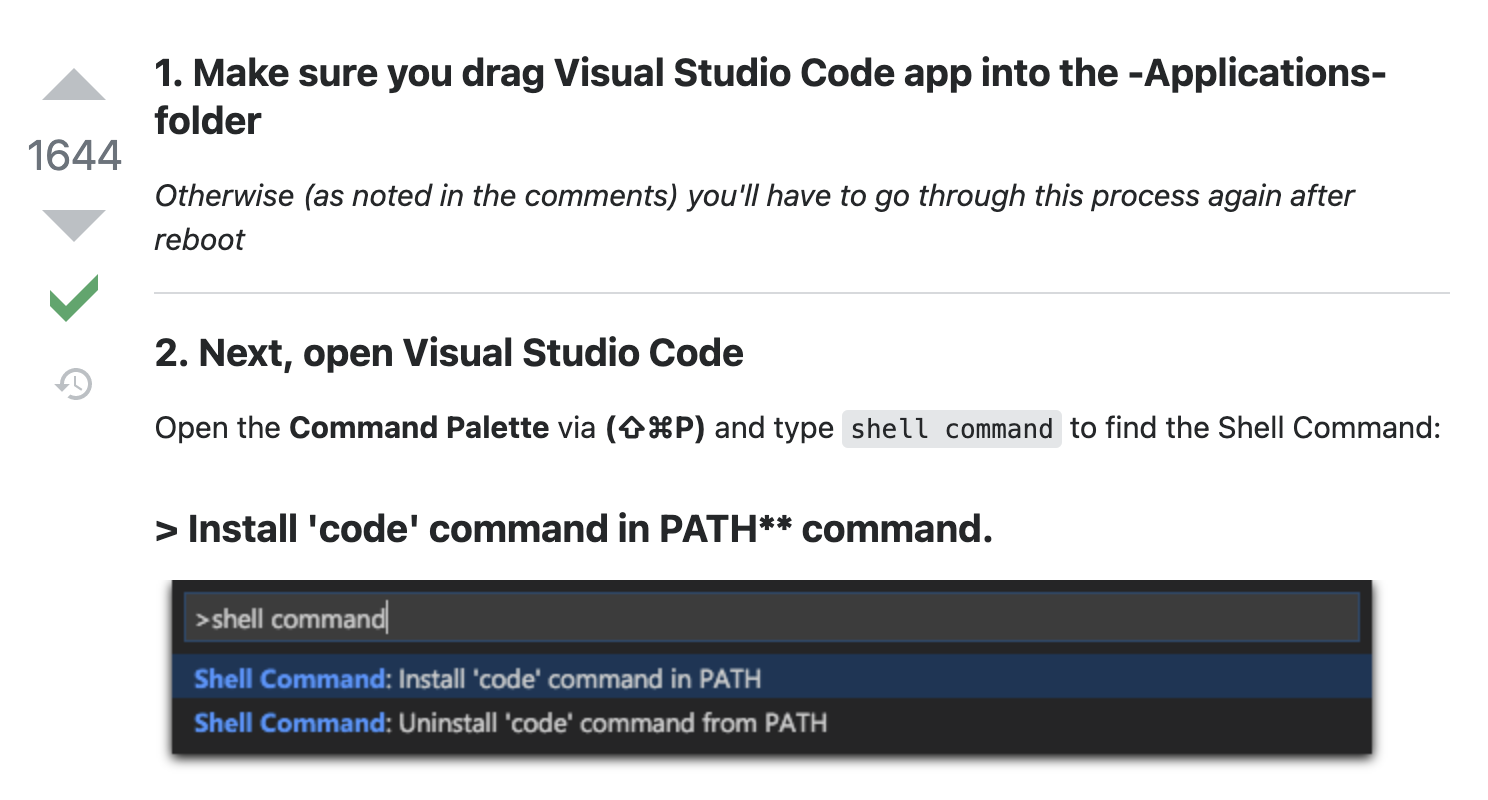 1. Make sure you drag Visual Studio Code app into the -Applications-
folder
1644
Otherwise (as noted in the comments) you'll have to go through this process again after
reboot
2. Next, open Visual Studio Code
Open the Command Palette via (⇧⌘P) and type shell command to find the Shell Command:
> Install 'code' command in PATH** command.
>shell command
Shell Command: Install 'code' command in PATH
Shell Command: Uninstall 'code' command from PATH